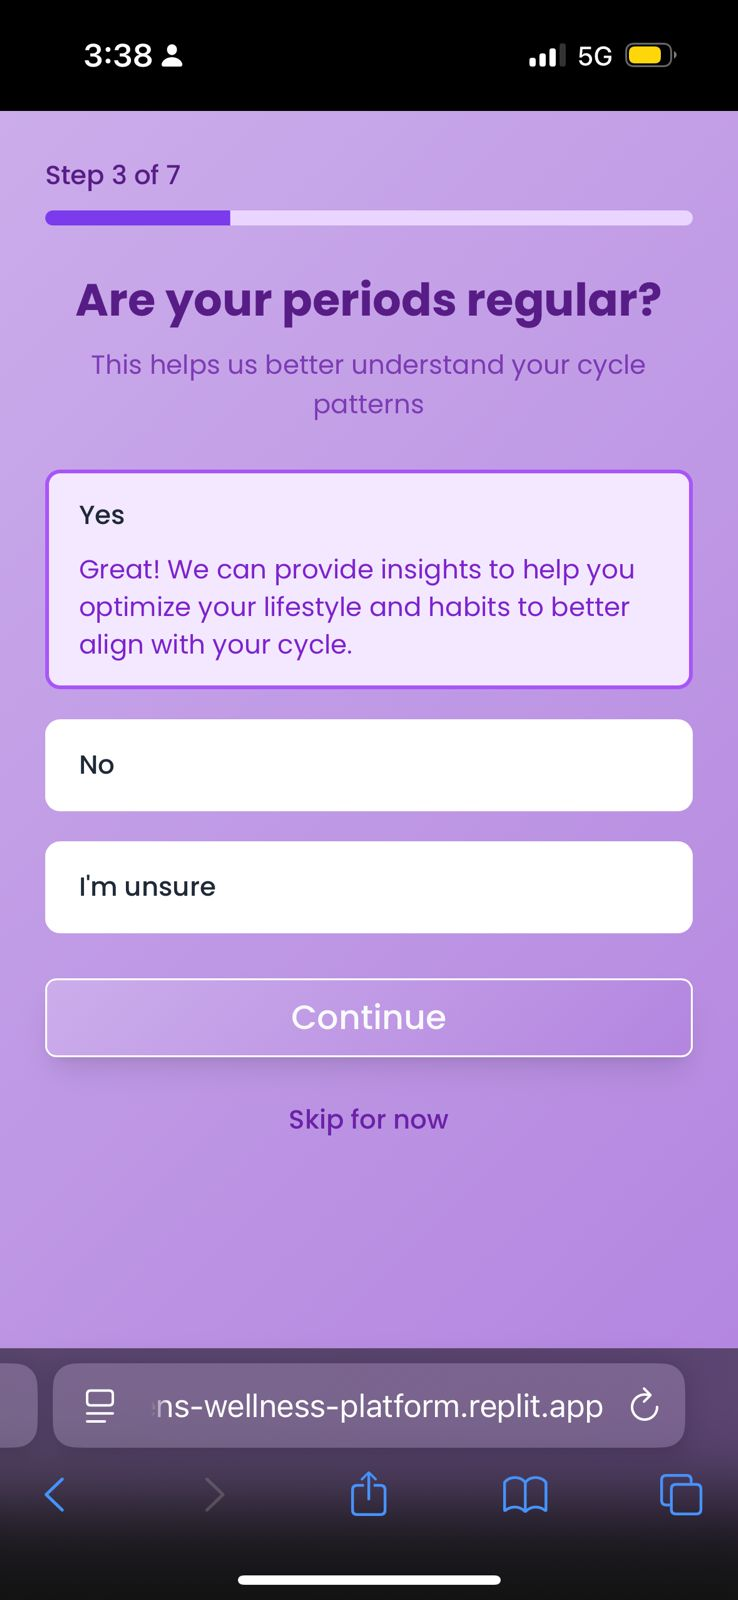 3:38
5G
Step 3 of 7
Are your periods regular?
This helps us better understand your cycle
patterns
Yes
Great! We can provide insights to help you
optimize your lifestyle and habits to better
align with your cycle.
No
I'm unsure
Continue
Skip for now
ns-wellness-platform.replit.app